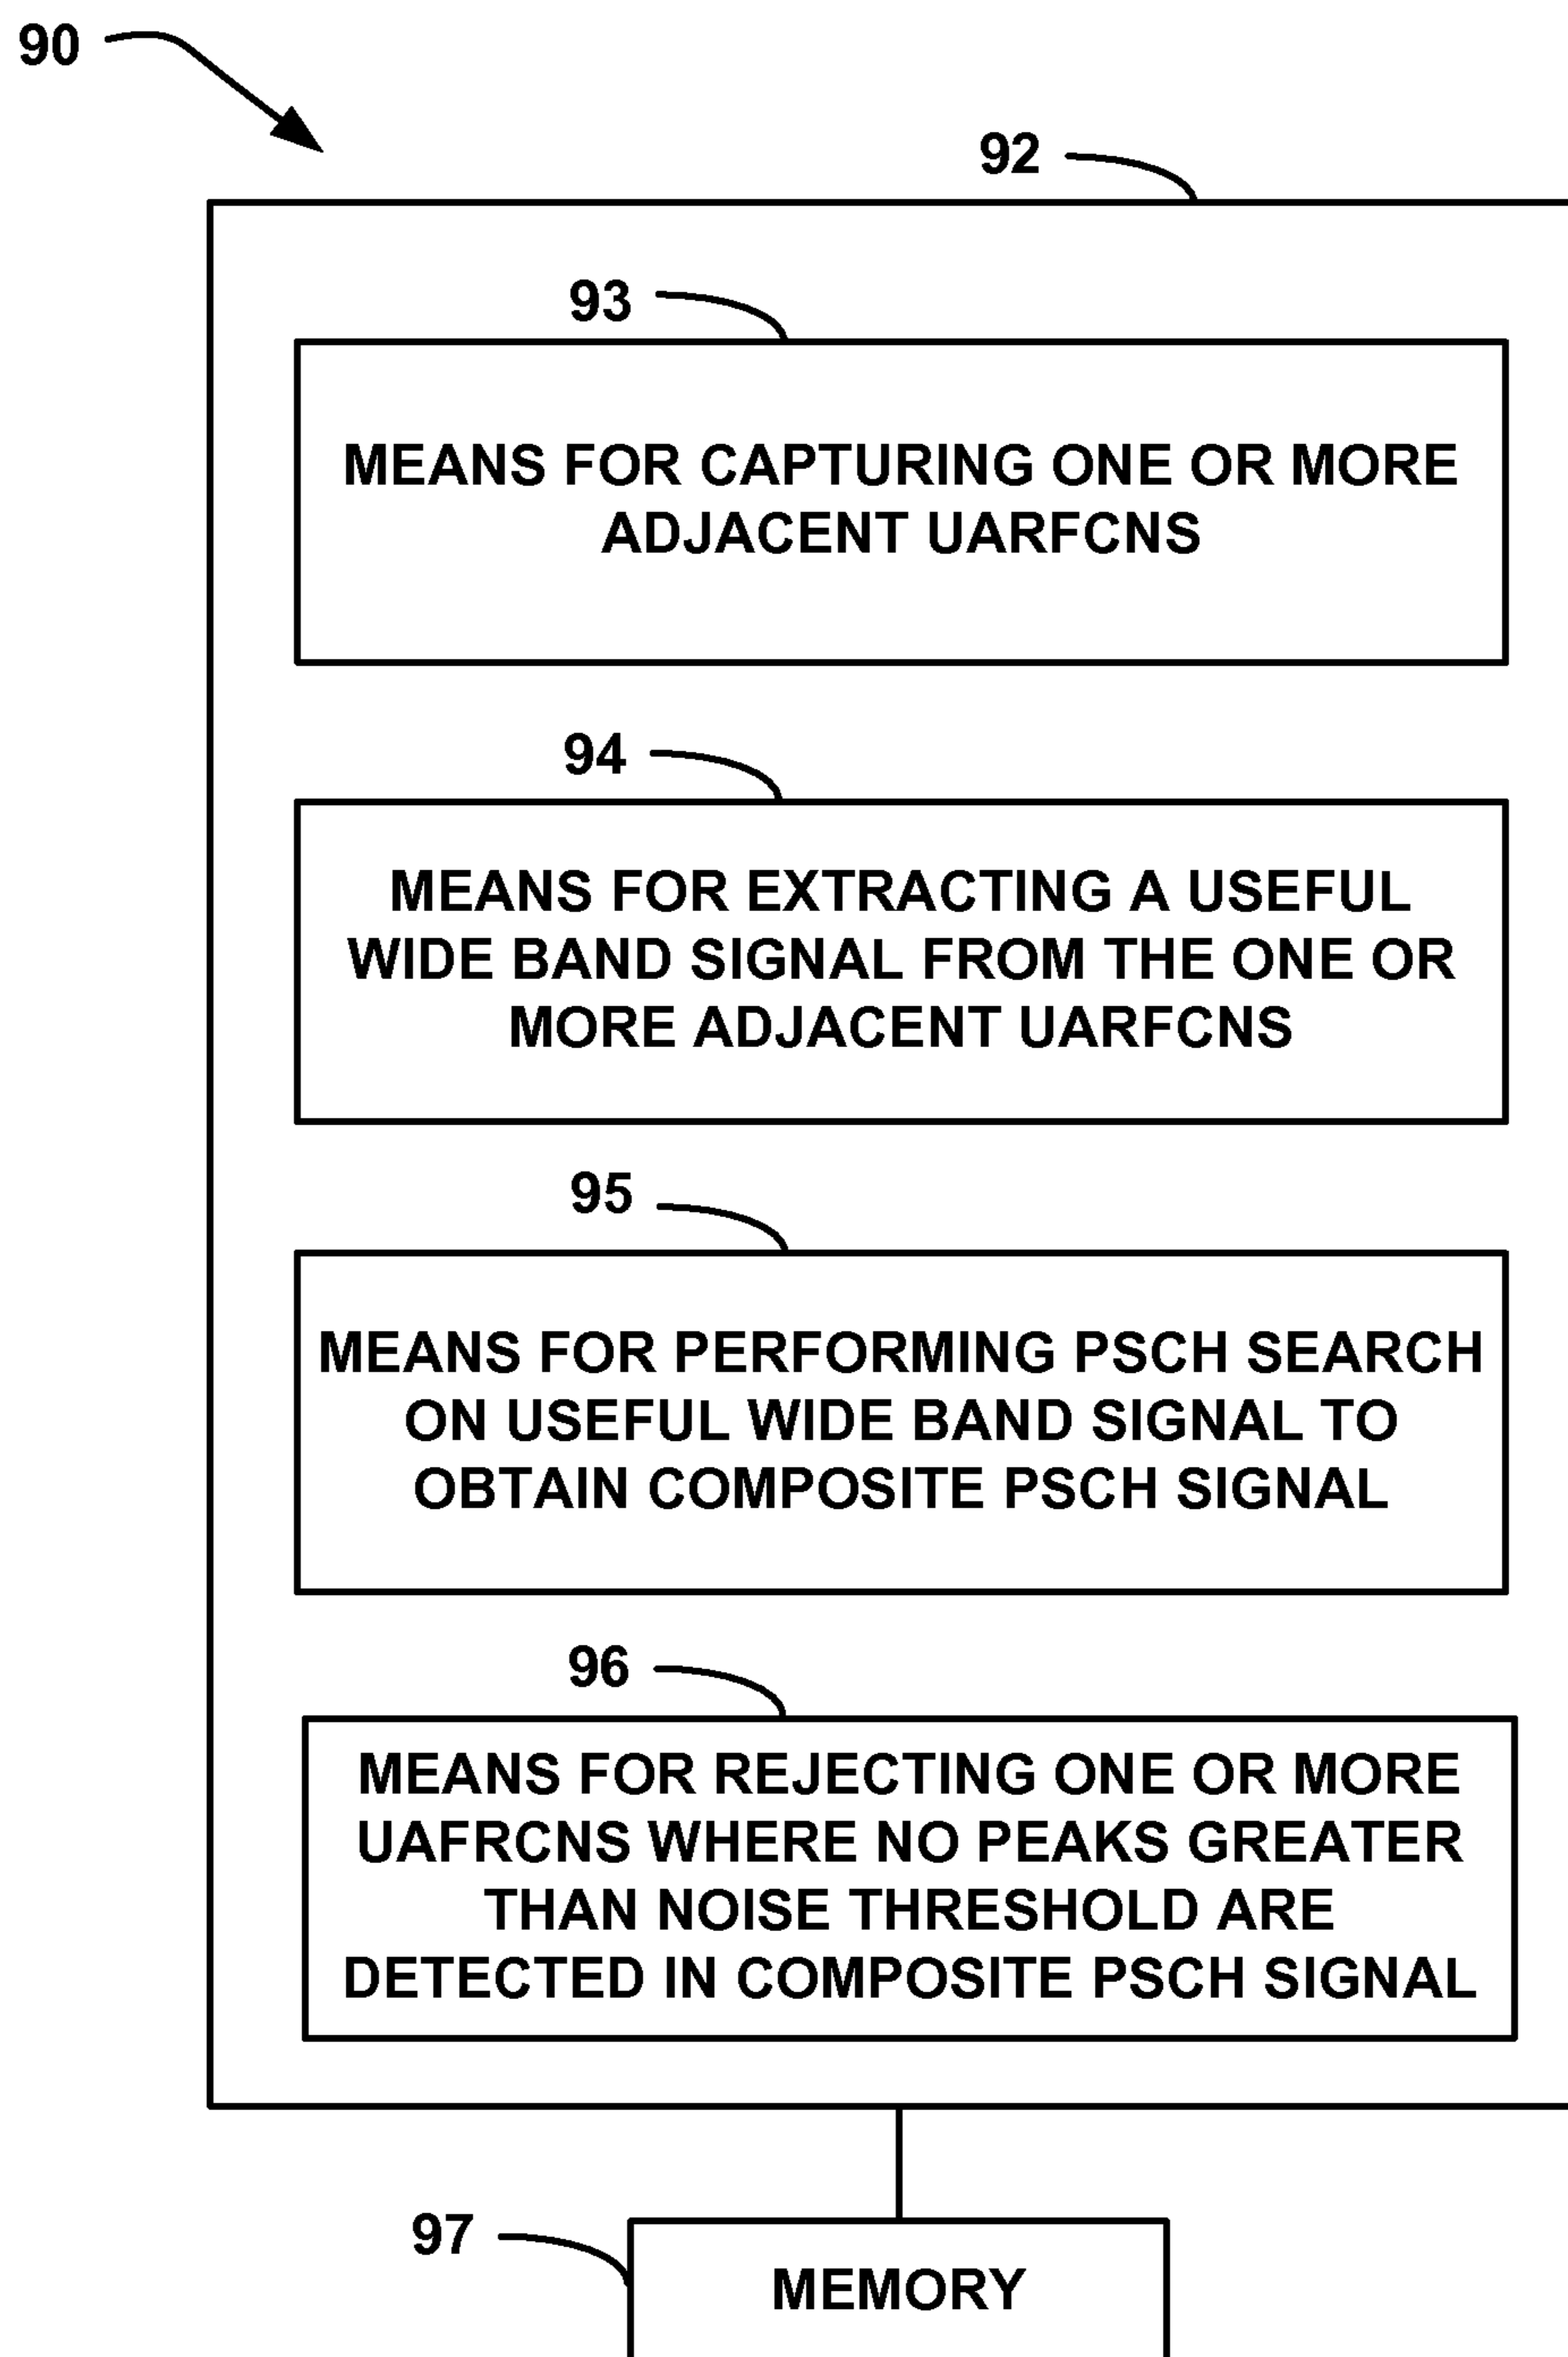 90
92
93
MEANS FOR CAPTURING ONE OR MORE
ADJACENT UARFCNS
94
MEANS FOR EXTRACTING A USEFUL
WIDE BAND SIGNAL FROM THE ONE OR
MORE ADJACENT UARFCNS
95
MEANS FOR PERFORMING PSCH SEARCH
ON USEFUL WIDE BAND SIGNAL TO
OBTAIN COMPOSITE PSCH SIGNAL
96
MEANS FOR REJECTING ONE OR MORE
UAFRCNS WHERE NO PEAKS GREATER
THAN NOISE THRESHOLD ARE
DETECTED IN COMPOSITE PSCH SIGNAL
97
MEMORY